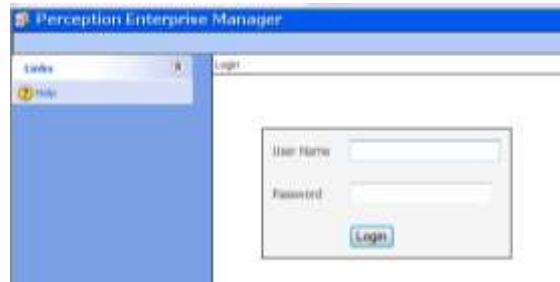 Perception Enterprise Manager
Links
Login
Help
User Name
Password
Login